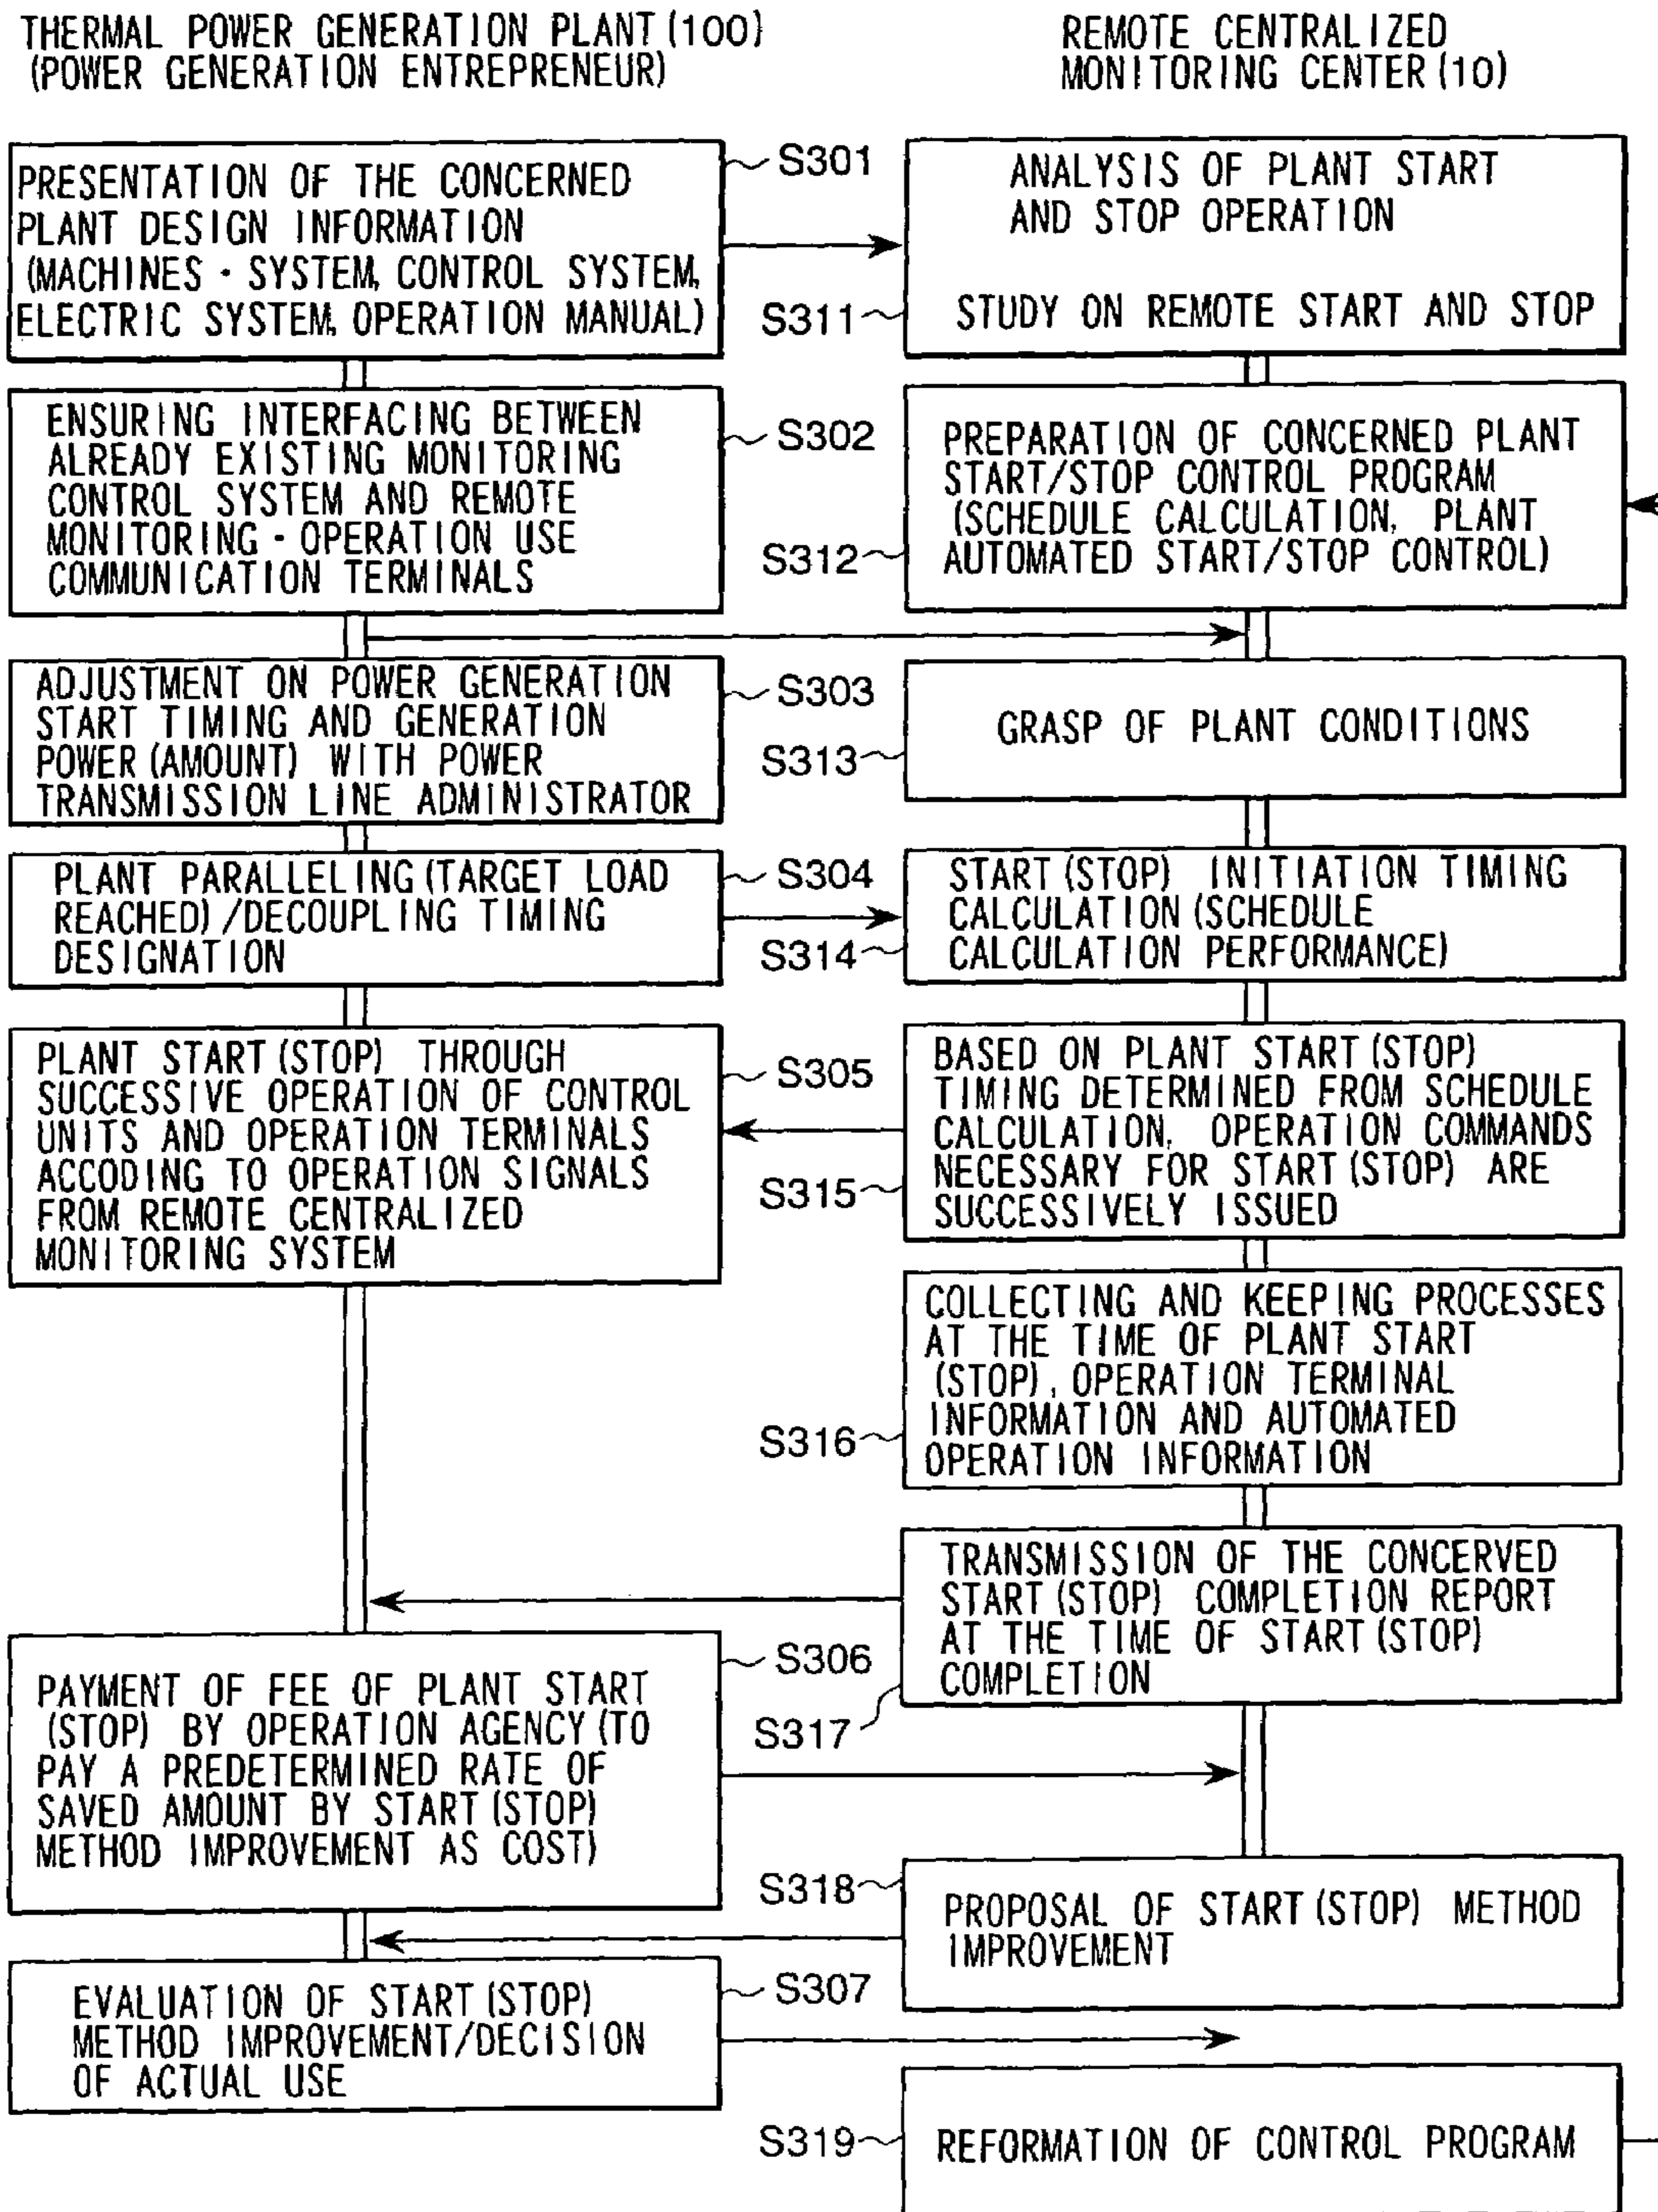 THERMAL POWER GENERATION PLANT (100)
(POWER GENERATION ENTREPRENEUR)
REMOTE CENTRALIZED
MONITORING CENTER (10)
PRESENTATION OF THE CONCERNED
PLANT DESIGN INFORMATION
(MACHINES · SYSTEM, CONTROL SYSTEM,
ELECTRIC SYSTEM, OPERATION MANUAL)
S301
ANALYSIS OF PLANT START
AND STOP OPERATION
STUDY ON REMOTE START AND STOP
S311
ENSURING INTERFACING BETWEEN
ALREADY EXISTING MONITORING
CONTROL SYSTEM AND REMOTE
MONITORING · OPERATION USE
COMMUNICATION TERMINALS
S302
PREPARATION OF CONCERNED PLANT
START/STOP CONTROL PROGRAM
(SCHEDULE CALCULATION, PLANT
AUTOMATED START/STOP CONTROL)
S312
ADJUSTMENT ON POWER GENERATION
START TIMING AND GENERATION
POWER (AMOUNT) WITH POWER
TRANSMISSION LINE ADMINISTRATOR
S303
GRASP OF PLANT CONDITIONS
S313
PLANT PARALLELING (TARGET LOAD
REACHED) /DECOUPLING TIMING
DESIGNATION
S304
START (STOP) INITIATION TIMING
CALCULATION (SCHEDULE
CALCULATION PERFORMANCE)
S314
PLANT START (STOP) THROUGH
SUCCESSIVE OPERATION OF CONTROL
UNITS AND OPERATION TERMINALS
ACCODING TO OPERATION SIGNALS
FROM REMOTE CENTRALIZED
MONITORING SYSTEM
S305
BASED ON PLANT START (STOP)
TIMING DETERMINED FROM SCHEDULE
CALCULATION, OPERATION COMMANDS
NECESSARY FOR START (STOP) ARE
SUCCESSIVELY ISSUED
S315
COLLECTING AND KEEPING PROCESSES
AT THE TIME OF PLANT START
(STOP), OPERATION TERMINAL
INFORMATION AND AUTOMATED
OPERATION INFORMATION
S316
TRANSMISSION OF THE CONCERVED
START (STOP) COMPLETION REPORT
AT THE TIME OF START (STOP)
COMPLETION
S317
PAYMENT OF FEE OF PLANT START
(STOP) BY OPERATION AGENCY (TO
PAY A PREDETERMINED RATE OF
SAVED AMOUNT BY START (STOP)
METHOD IMPROVEMENT AS COST)
S306
S318
PROPOSAL OF START (STOP) METHOD
IMPROVEMENT
EVALUATION OF START (STOP)
METHOD IMPROVEMENT/DECISION
OF ACTUAL USE
S307
S319
REFORMATION OF CONTROL PROGRAM